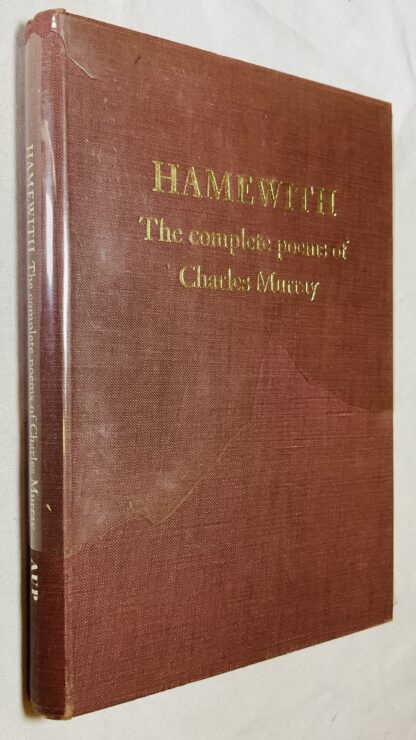 HAMEWITH
The complete poems of
Charles Murray
HAMEWITH The complete poems of Charles Murray AUP